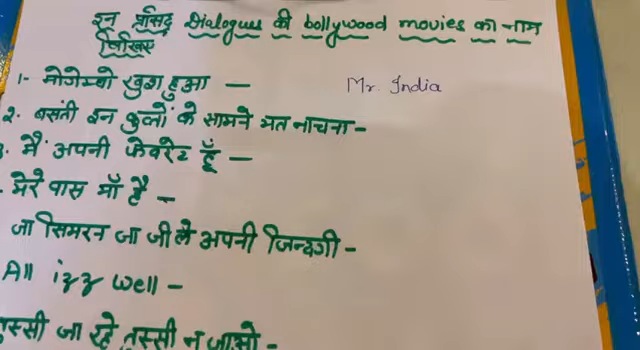 इन प्रसिद्ध Dialogues की bollywood movies का नाम
लिखिए
1- मोगेम्बो खुश हुआ — Mr. India
2. बसंती इन कुत्तों के सामने मत नाचना -
3. मैं अपनी फेवरेट हूँ —
. मेरे पास माँ है —
जा सिमरन जा जी ले अपनी जिन्दगी -
All izz well -
तुस्सी जा रहे तुस्सी न जाओ -